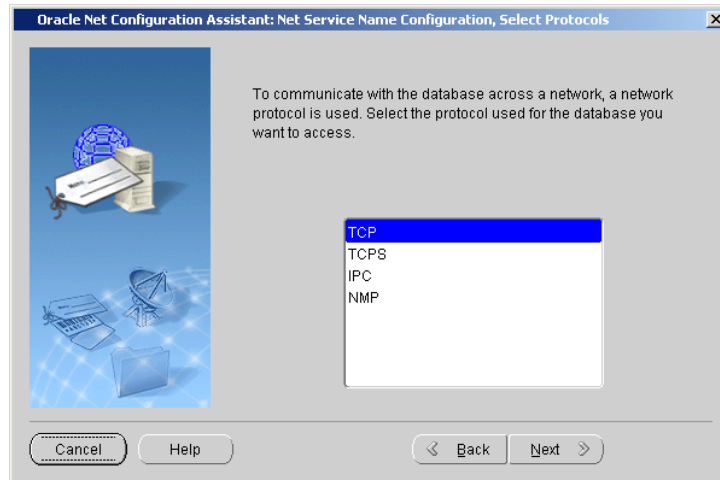 Oracle Net Configuration Assistant: Net Service Name Configuration, Select Protocols
To communicate with the database across a network, a network
protocol is used. Select the protocol used for the database you
want to access.
TCP
TCPS
IPC
NMP
Cancel
Help
Back
Next